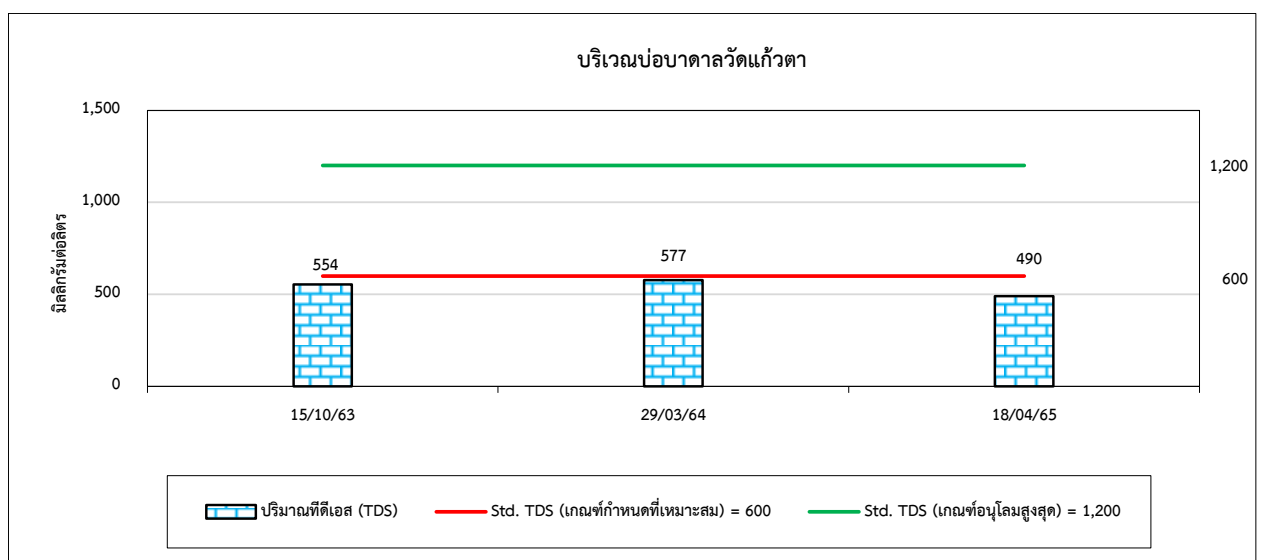 บริเวณบ่อบาดาลวัดแก้วตา
1,500
1,000
500
0
มิลลิกรัมต่อลิตร
554
577
490
1,200
600
15/10/63
29/03/64
18/04/65
ปริมาณทีดีเอส (TDS)
Std. TDS (เกณฑ์กำหนดที่เหมาะสม) = 600
Std. TDS (เกณฑ์อนุโลมสูงสุด) = 1,200